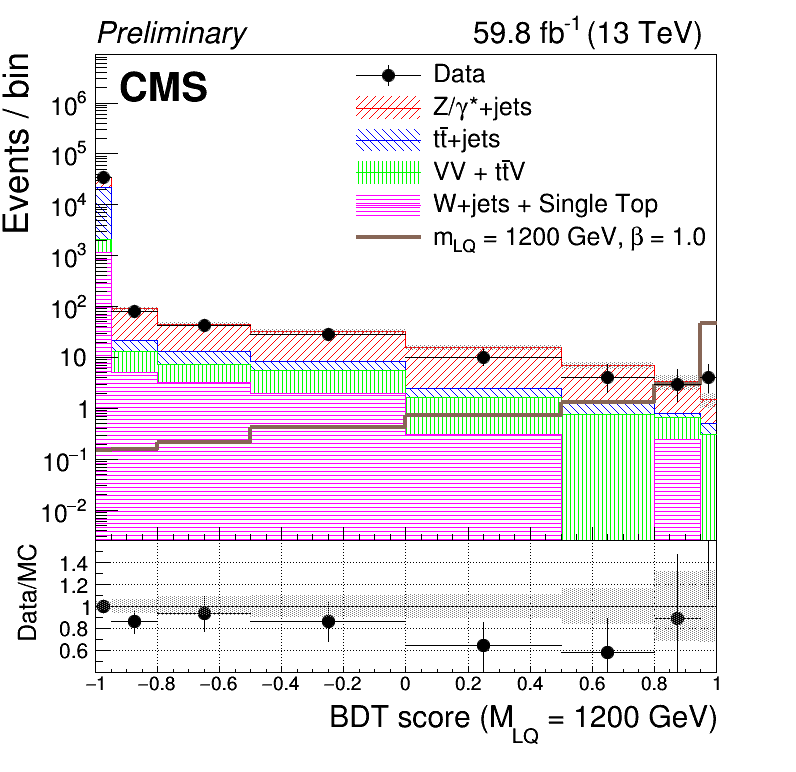 Preliminary 59.8 fb⁻¹ (13 TeV)
CMS
Data
Z/γ*+jets
tt̄+jets
VV + tt̄V
W+jets + Single Top
m_LQ = 1200 GeV, β = 1.0
Events / bin
10⁶
10⁵
10⁴
10³
10²
10
1
10⁻¹
10⁻²
Data/MC
1.4
1.2
1
0.8
0.6
−1 −0.8 −0.6 −0.4 −0.2 0 0.2 0.4 0.6 0.8 1
BDT score (M_LQ = 1200 GeV)